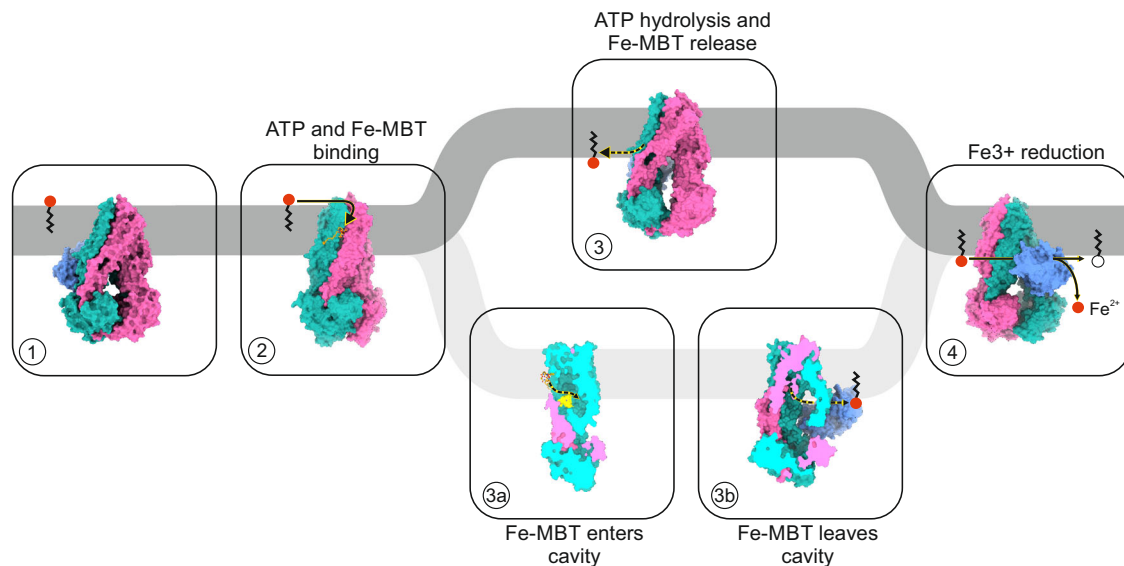 ATP hydrolysis and
Fe-MBT release
3
ATP and Fe-MBT
binding
Fe3+ reduction
1
2
4
Fe2+
3a
3b
Fe-MBT enters
cavity
Fe-MBT leaves
cavity